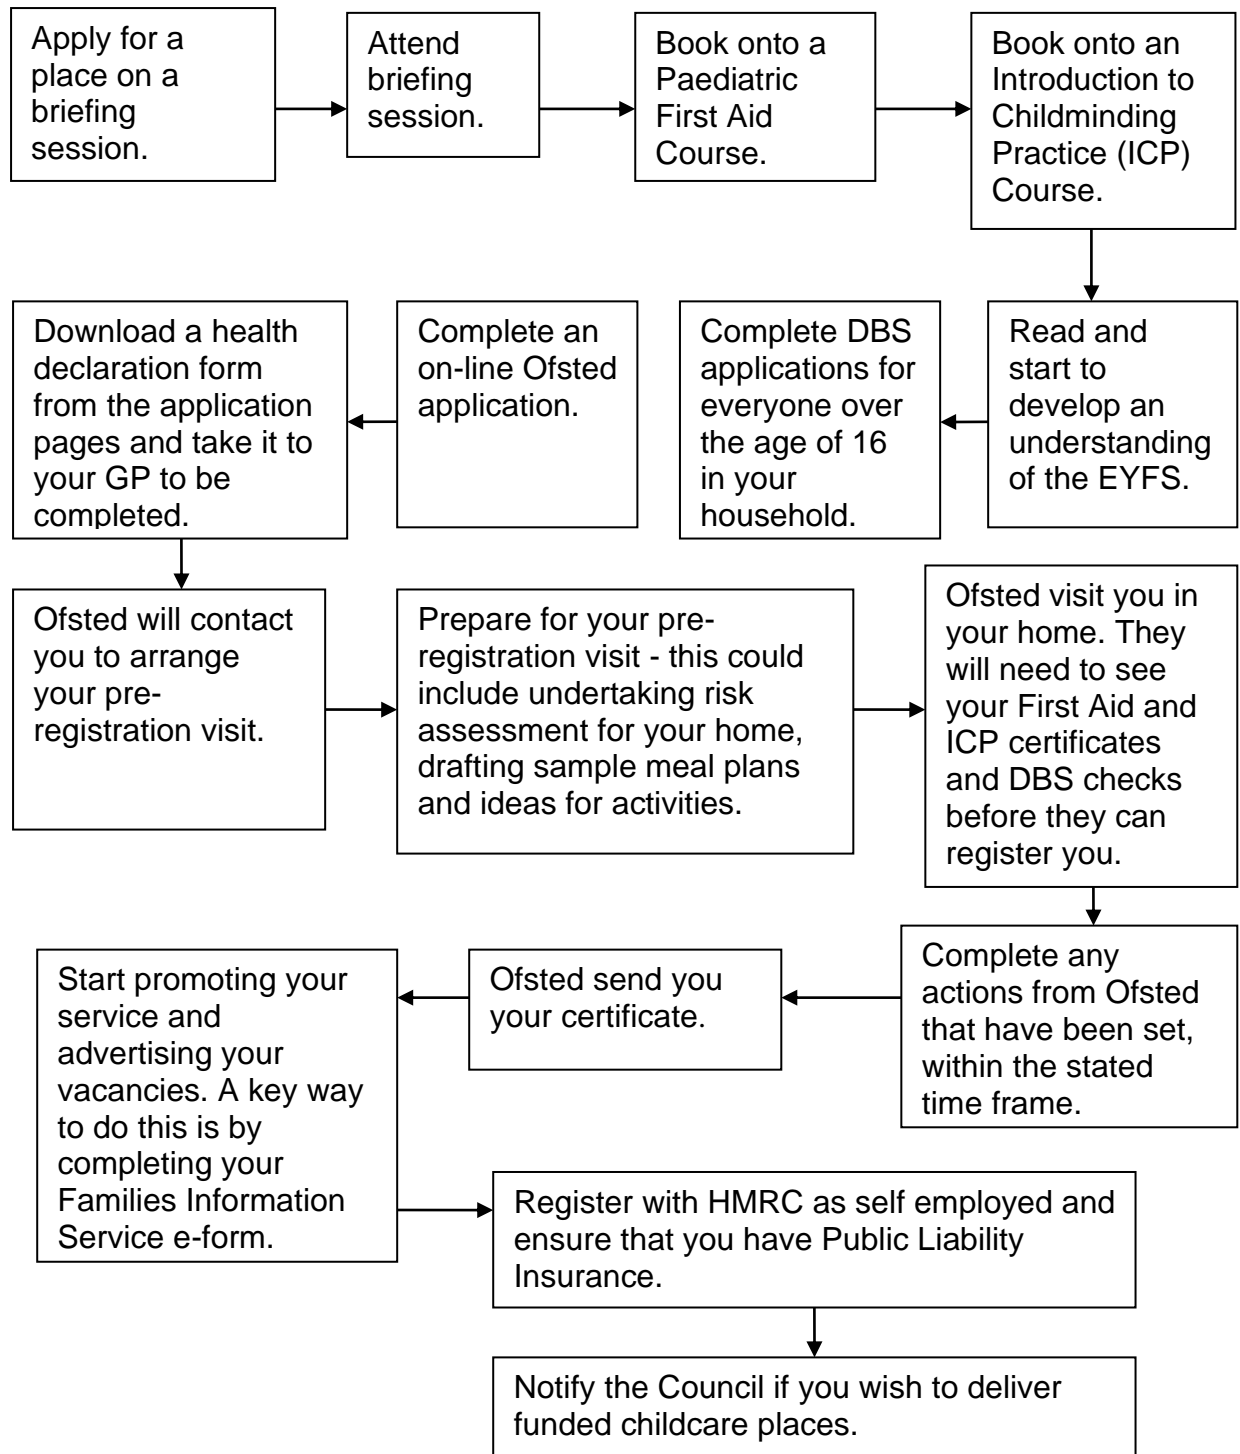 Apply for a
place on a
briefing
session.
Attend
briefing
session.
Book onto a
Paediatric
First Aid
Course.
Book onto an
Introduction to
Childminding
Practice (ICP)
Course.
Read and
start to
develop an
understanding
of the EYFS.
Complete DBS
applications for
everyone over
the age of 16
in your
household.
Complete an
on-line Ofsted
application.
Download a health
declaration form
from the application
pages and take it to
your GP to be
completed.
Ofsted will contact
you to arrange
your pre-
registration visit.
Prepare for your pre-
registration visit - this could
include undertaking risk
assessment for your home,
drafting sample meal plans
and ideas for activities.
Ofsted visit you in
your home. They
will need to see
your First Aid and
ICP certificates
and DBS checks
before they can
register you.
Complete any
actions from Ofsted
that have been set,
within the stated
time frame.
Ofsted send you
your certificate.
Start promoting your
service and
advertising your
vacancies. A key way
to do this is by
completing your
Families Information
Service e-form.
Register with HMRC as self employed and
ensure that you have Public Liability
Insurance.
Notify the Council if you wish to deliver
funded childcare places.